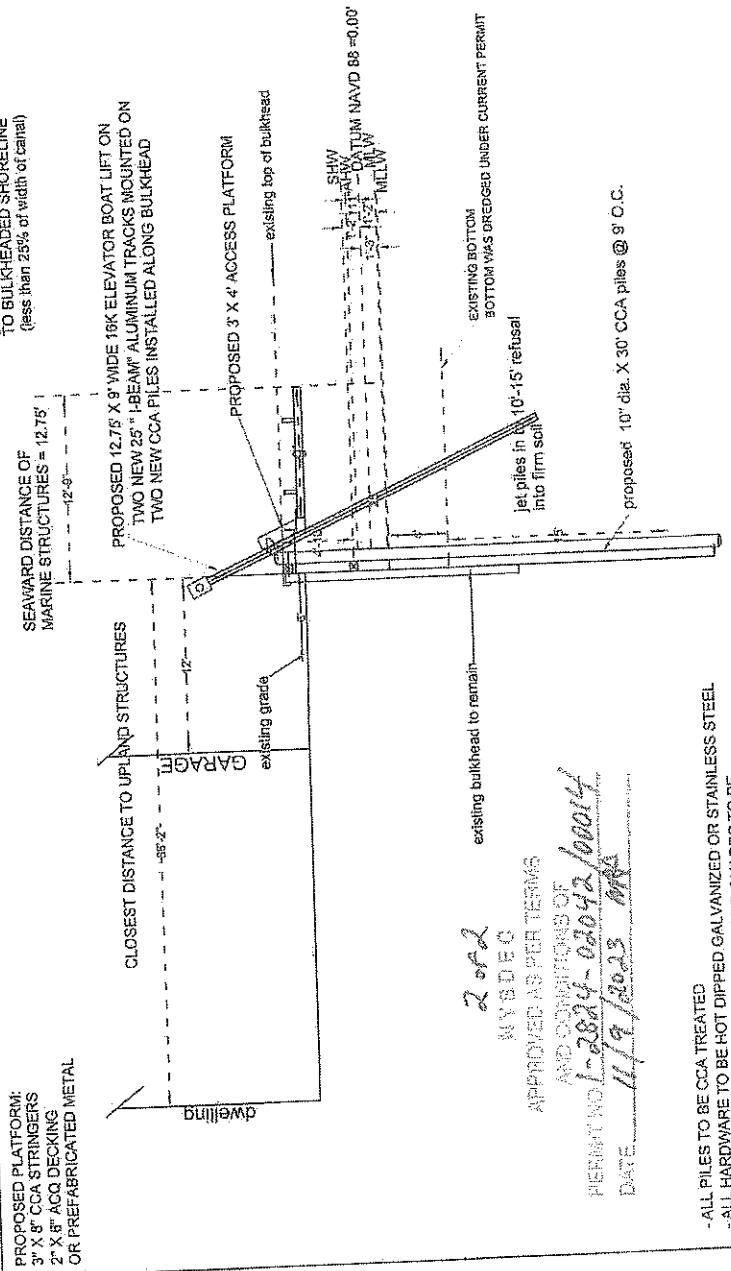 TO BULKHEADED SHORELINE
(less than 25% of width of canal)
SEAWARD DISTANCE OF
MARINE STRUCTURES = 12.75'
12'-9"
PROPOSED 12.75' X 9' WIDE 16K ELEVATOR BOAT LIFT ON
TWO NEW 25' "I-BEAM" ALUMINUM TRACKS MOUNTED ON
TWO NEW CCA PILES INSTALLED ALONG BULKHEAD
PROPOSED 3' X 4' ACCESS PLATFORM
existing top of bulkhead
SHW
AHW
DATUM NAVD 88 =0.00'
MLW
MLLW
EXISTING BOTTOM
BOTTOM WAS DREDGED UNDER CURRENT PERMIT
jet piles in to 10'-15' refusal
into firm soil
proposed 10" dia. X 30' CCA piles @ 9' O.C.
CLOSEST DISTANCE TO UPLAND STRUCTURES
12'
GARAGE
existing grade
dwelling
existing bulkhead to remain
PROPOSED PLATFORM:
3" X 8" CCA STRINGERS
2" X 6" ACQ DECKING
OR PREFABRICATED METAL
2 of 2
NYSDEC
APPROVED AS PER TERMS
AND CONDITIONS OF
PERMIT NO 1-2824-02042/00014
DATE 11/9/2023
- ALL PILES TO BE CCA TREATED
- ALL HARDWARE TO BE HOT DIPPED GALVANIZED OR STAINLESS STEEL